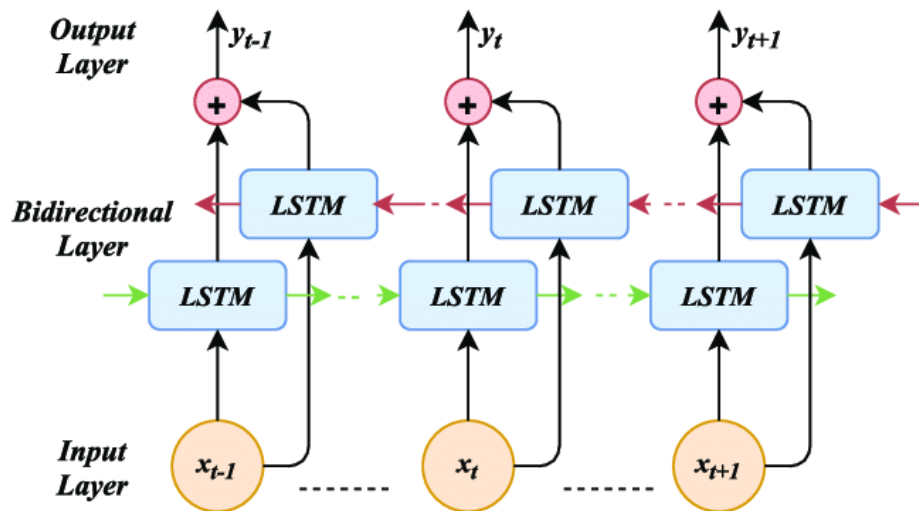 Output
Layer
y_{t-1}
y_t
y_{t+1}
+
+
+
Bidirectional
Layer
LSTM
LSTM
LSTM
LSTM
LSTM
LSTM
Input
Layer
x_{t-1}
x_t
x_{t+1}